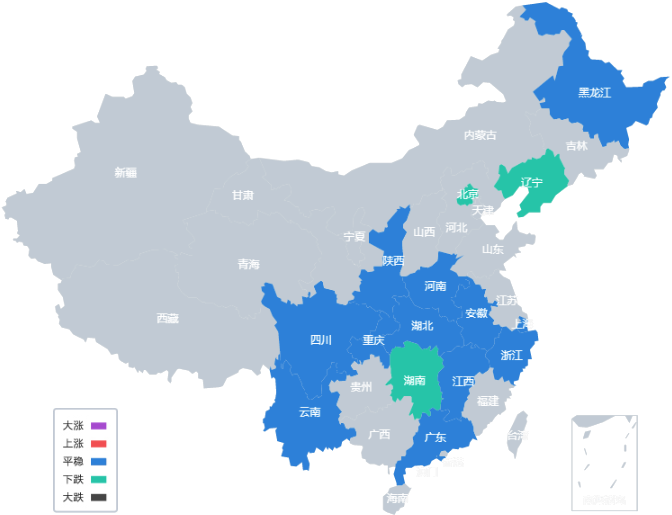 黑龙江
内蒙古
吉林
新疆
辽宁
甘肃
北京
天津
河北
山西
宁夏
山东
青海
陕西
河南
江苏
西藏
安徽
上海
湖北
四川
重庆
浙江
湖南
江西
贵州
福建
云南
广西
广东
台湾
海南
大涨
上涨
平稳
下跌
大跌